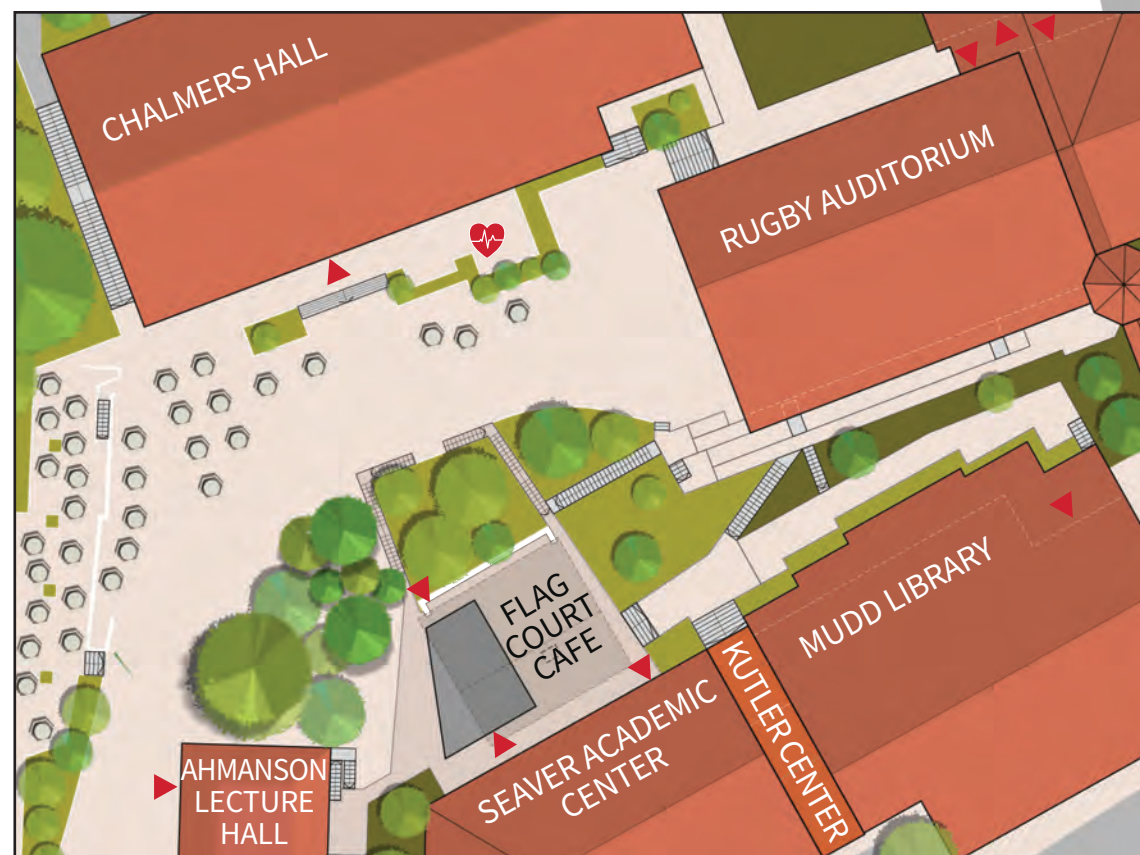 CHALMERS HALL
RUGBY AUDITORIUM
FLAG
COURT
CAFE
MUDD LIBRARY
KUTLER CENTER
SEAVER ACADEMIC
CENTER
AHMANSON
LECTURE
HALL